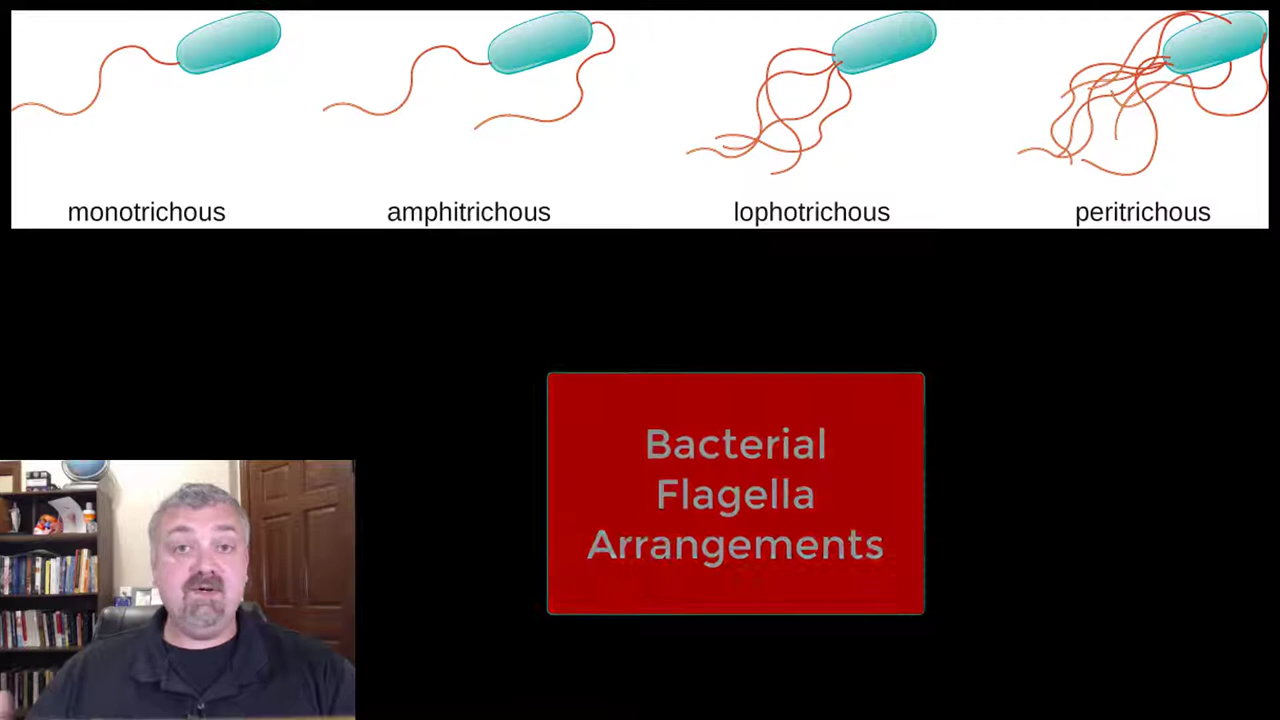 monotrichous
amphitrichous
lophotrichous
peritrichous
Bacterial
Flagella
Arrangements